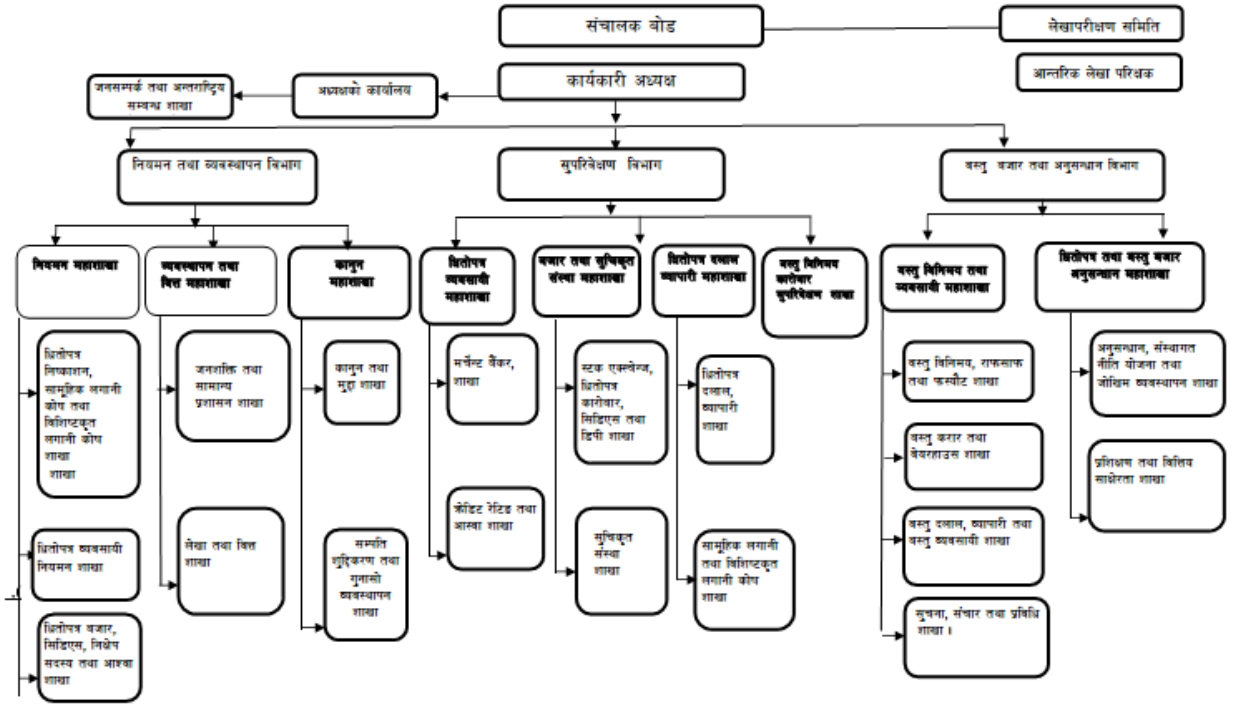 संचालक बोर्ड
लेखापरीक्षण समिति
आन्तरिक लेखा परिक्षक
कार्यकारी अध्यक्ष
अध्यक्षको कार्यालय
जनसम्पर्क तथा अन्तराष्ट्रिय
सम्वन्ध शाखा
नियमन तथा व्यवस्थापन विभाग
सुपरिवेक्षण विभाग
वस्तु बजार तथा अनुसन्धान विभाग
नियमन महाशाखा
व्यवस्थापन तथा
वित्त महाशाखा
कानुन
महाशाखा
धितोपत्र
व्यवसायी
महाशाखा
बजार तथा सुचिकृत
संस्था महाशाखा
धितोपत्र दलाल
व्यापारी महाशाखा
वस्तु विनिमय
कारोवार
सुपरिवेक्षण शाखा
वस्तु विनिमय तथा
व्यवसायी महाशाखा
धितोपत्र तथा वस्तु बजार
अनुसन्धान महाशाखा
धितोपत्र
निष्काशन,
सामूहिक लगानी
कोष तथा
विशिष्टकृत
लगानी कोष
शाखा
शाखा
धितोपत्र व्यवसायी
नियमन शाखा
धितोपत्र बजार,
सिडिएस, निक्षेप
सदस्य तथा आश्वा
शाखा
जनशक्ति तथा
सामान्य
प्रशासन शाखा
लेखा तथा वित्त
शाखा
कानुन तथा
मुद्दा शाखा
सम्पति
शुद्दिकरण तथा
गुनासो
व्यवस्थापन
शाखा
मर्चेन्ट बैंकर,
शाखा
क्रेडिट रेटिङ तथा
आस्वा शाखा
स्टक एक्स्चेन्ज,
धितोपत्र
कारोवार,
सिडिएस तथा
डिपी शाखा
सुचिकृत
संस्था
शाखा
धितोपत्र
दलाल,
व्यापारी
शाखा
सामूहिक लगानी
तथा विशिष्टकृत
लगानी कोष
शाखा
वस्तु विनिमय, राफसाफ
तथा फर्स्यौट शाखा
वस्तु करार तथा
वेयरहाउस शाखा
वस्तु दलाल, व्यापारी तथा
वस्तु व्यवसायी शाखा
सुचना, संचार तथा प्रविधि
शाखा ।
अनुसन्धान, संस्थागत
नीति योजना तथा
जोखिम व्यवस्थापन शाखा
प्रशिक्षण तथा वित्तिय
साक्षेरता शाखा